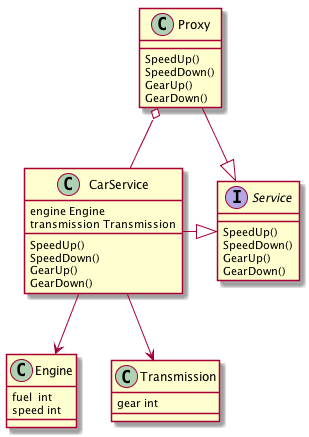 C Proxy
SpeedUp()
SpeedDown()
GearUp()
GearDown()
C CarService
engine Engine
transmission Transmission
SpeedUp()
SpeedDown()
GearUp()
GearDown()
I Service
SpeedUp()
SpeedDown()
GearUp()
GearDown()
C Engine
fuel int
speed int
C Transmission
gear int